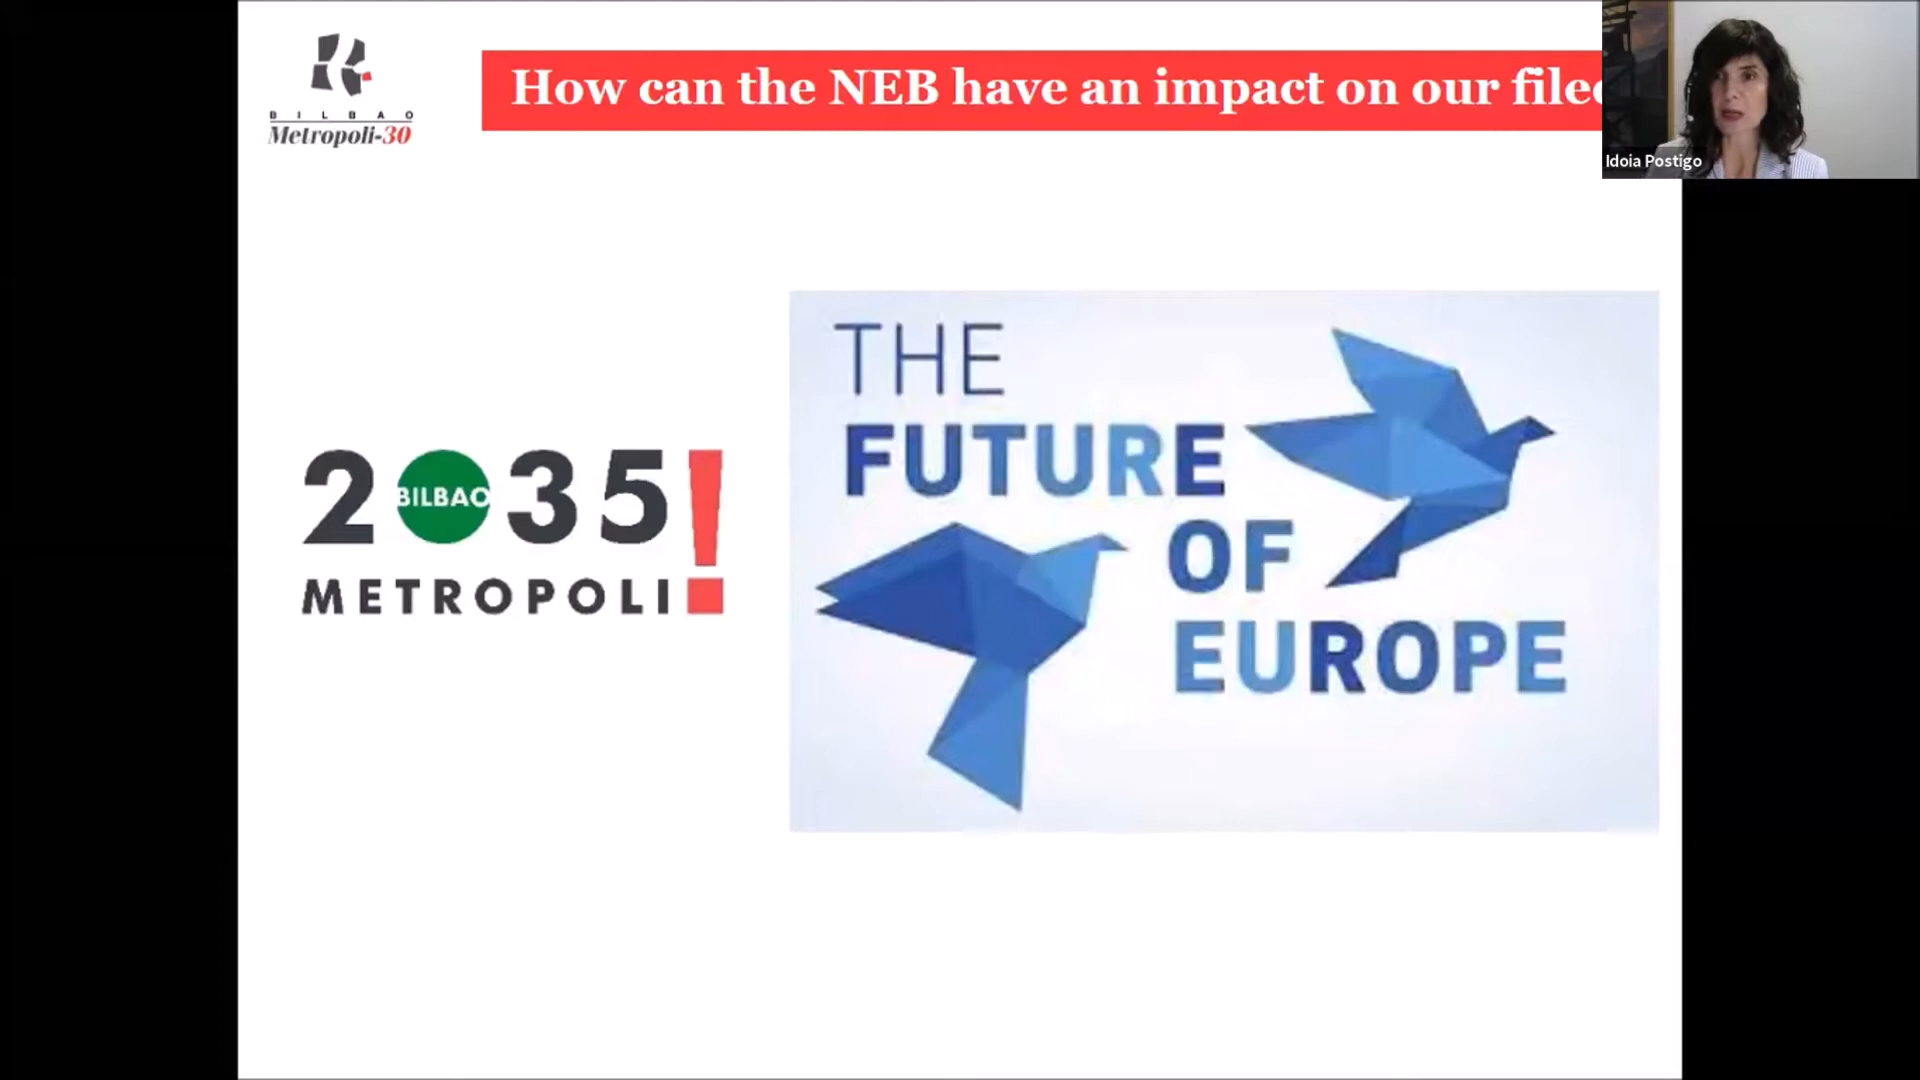 BILBAO
Metropoli-30
How can the NEB have an impact on our
Idoia Postigo
2 BILBAO 35!
METROPOLI
THE
FUTURE
OF
EUROPE